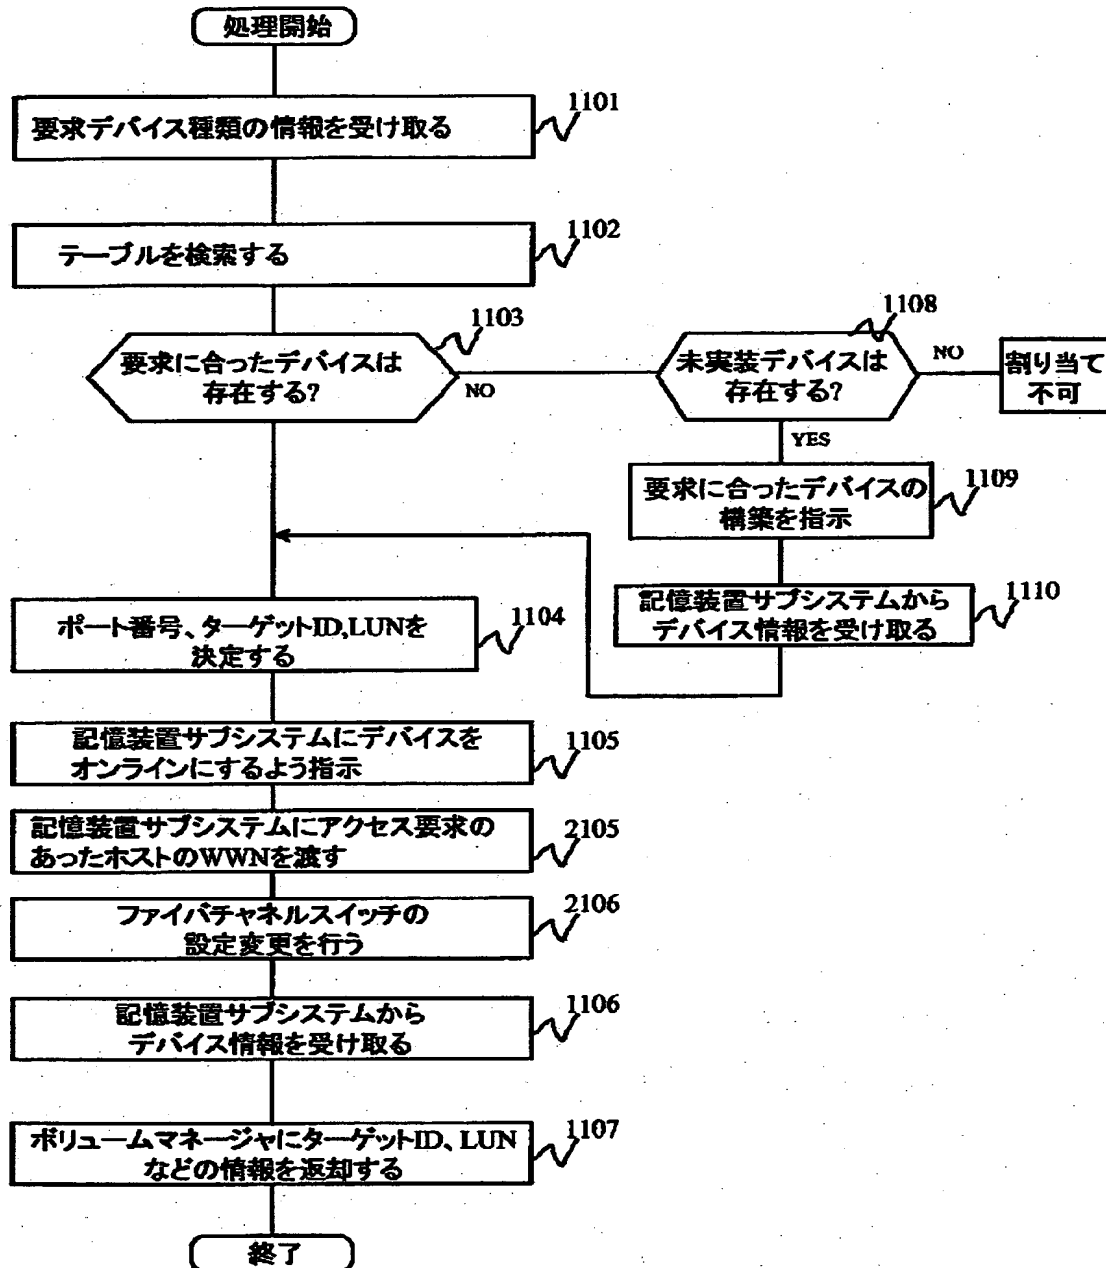 処理開始
要求デバイス種類の情報を受け取る
1101
テーブルを検索する
1102
要求に合ったデバイスは
存在する?
1103
NO
未実装デバイスは
存在する?
1108
NO
割り当て
不可
YES
要求に合ったデバイスの
構築を指示
1109
記憶装置サブシステムから
デバイス情報を受け取る
1110
ポート番号、ターゲットID,LUNを
決定する
1104
記憶装置サブシステムにデバイスを
オンラインにするよう指示
1105
記憶装置サブシステムにアクセス要求の
あったホストのWWNを渡す
2105
ファイバチャネルスイッチの
設定変更を行う
2106
記憶装置サブシステムから
デバイス情報を受け取る
1106
ボリュームマネージャにターゲットID、LUN
などの情報を返却する
1107
終了